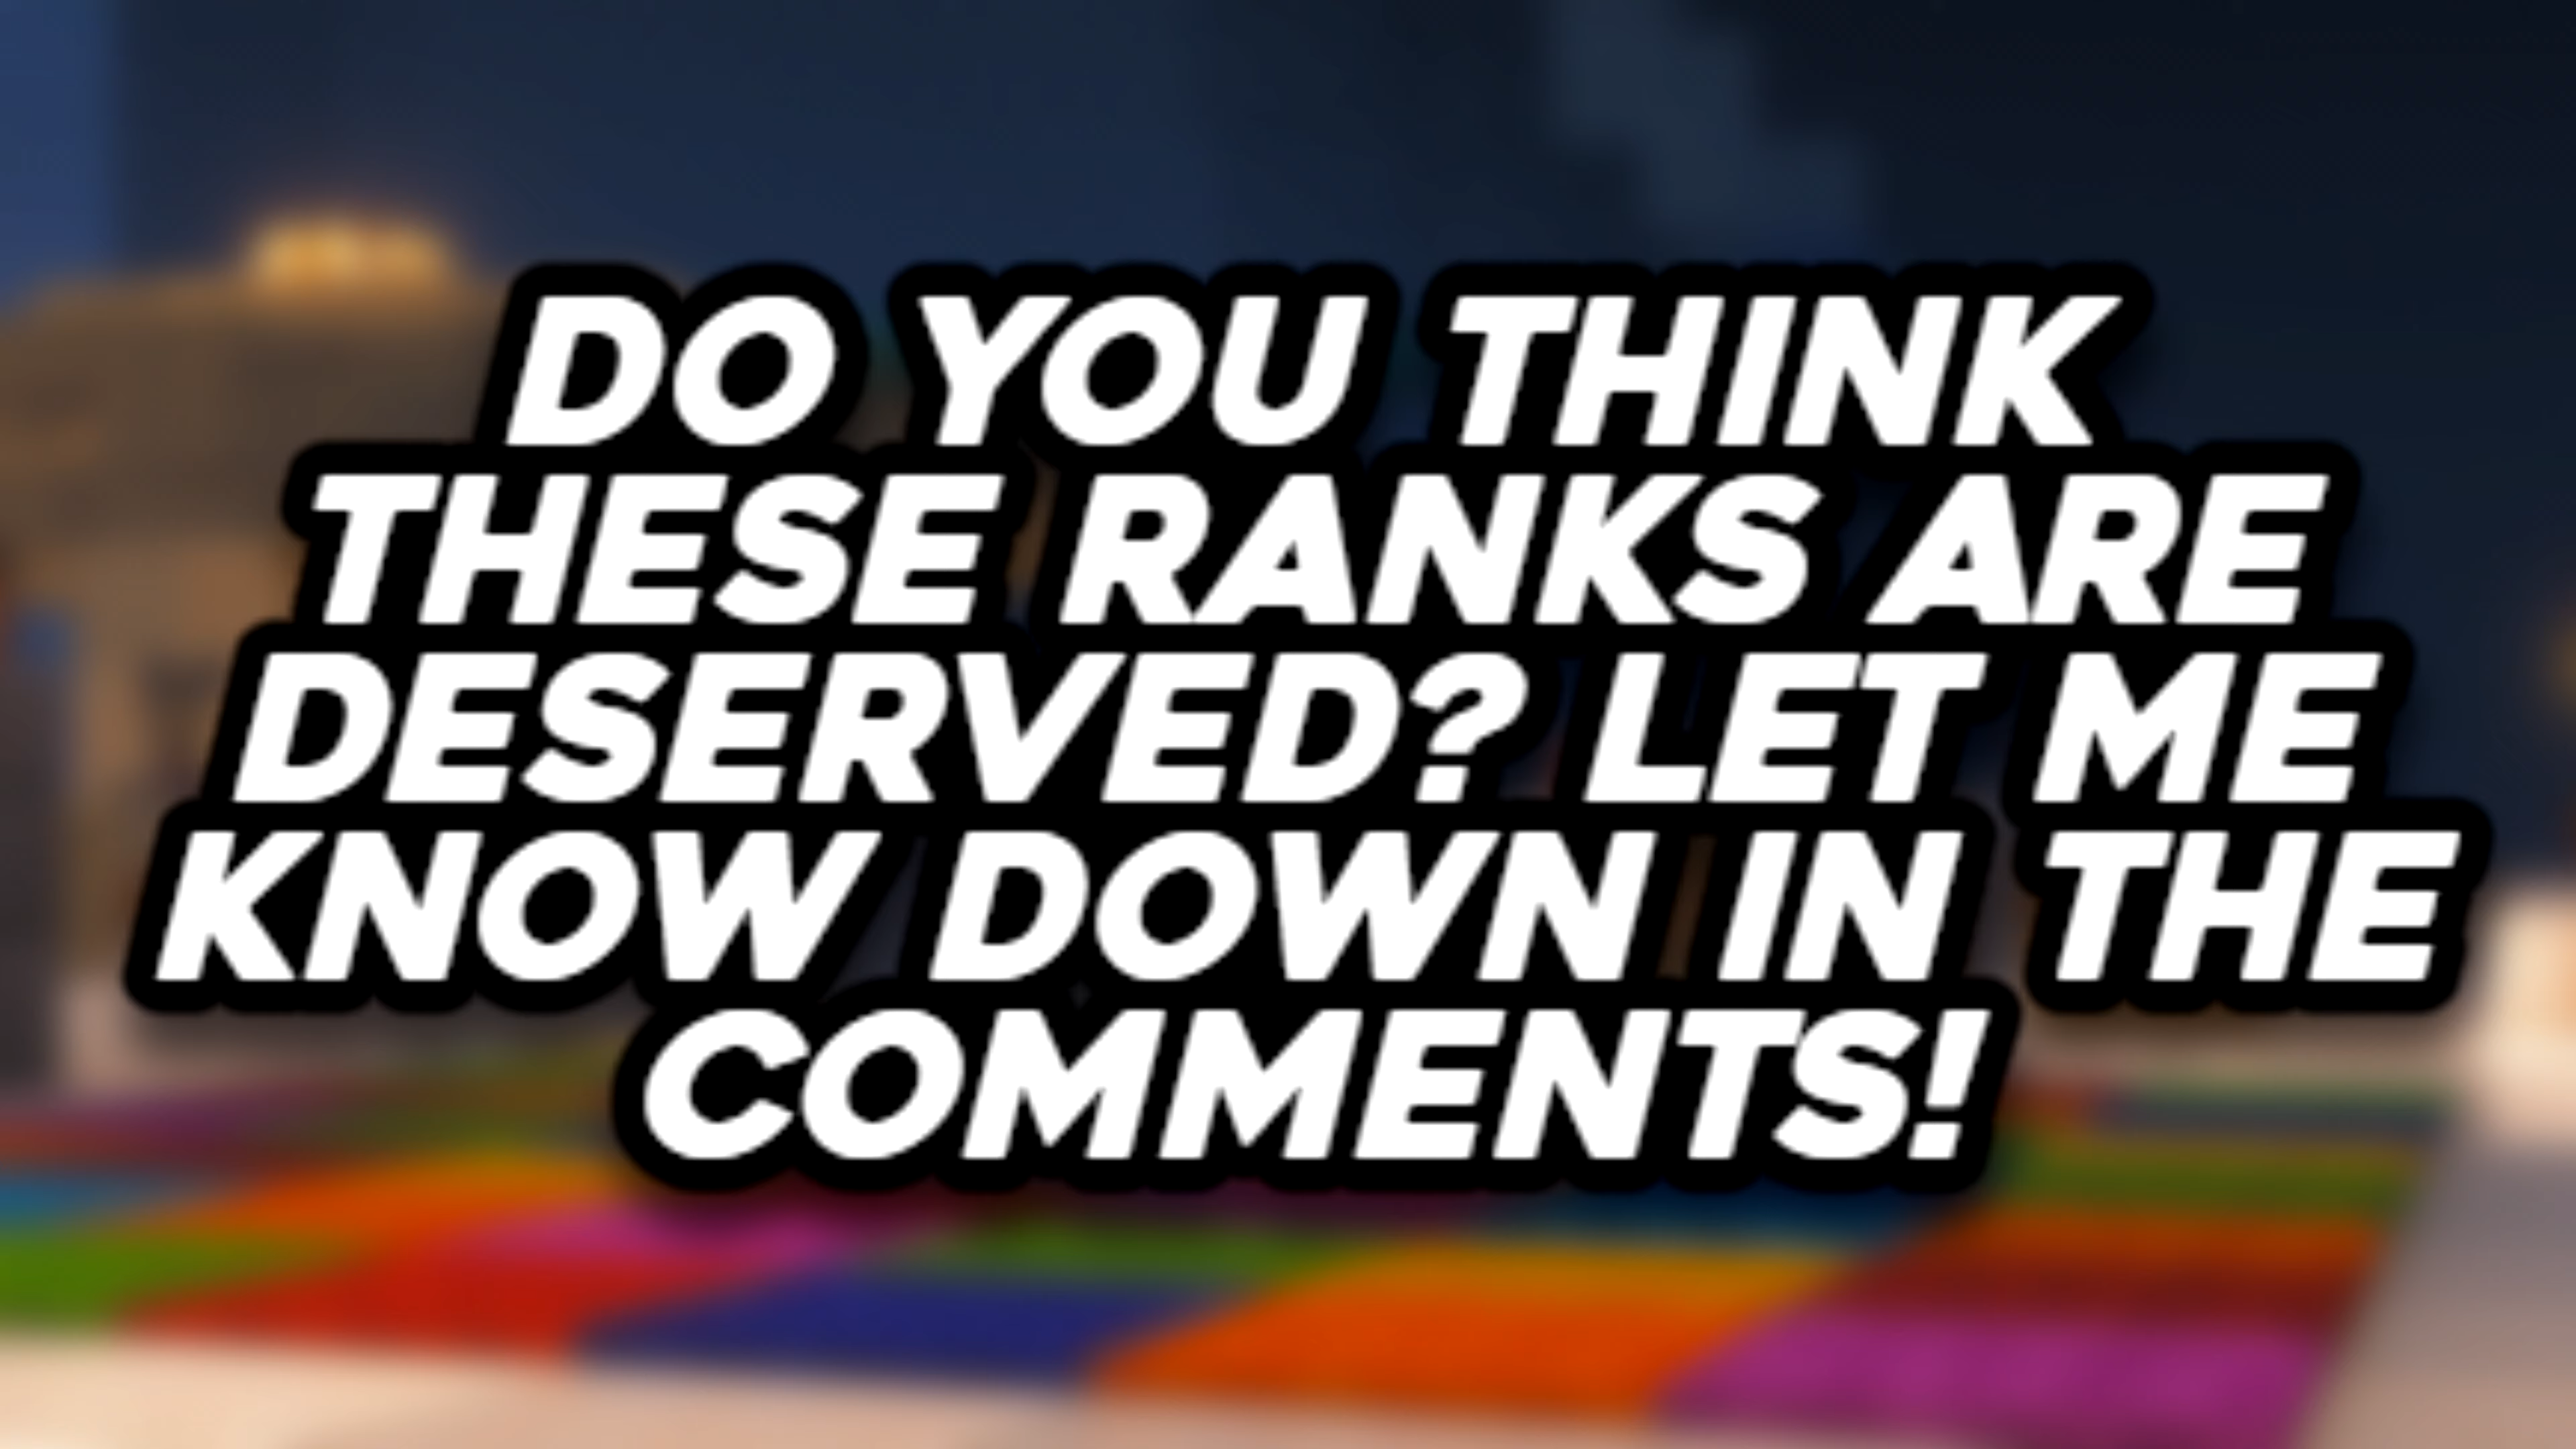 DO YOU THINK
THESE RANKS ARE
DESERVED? LET ME
KNOW DOWN IN THE
COMMENTS!